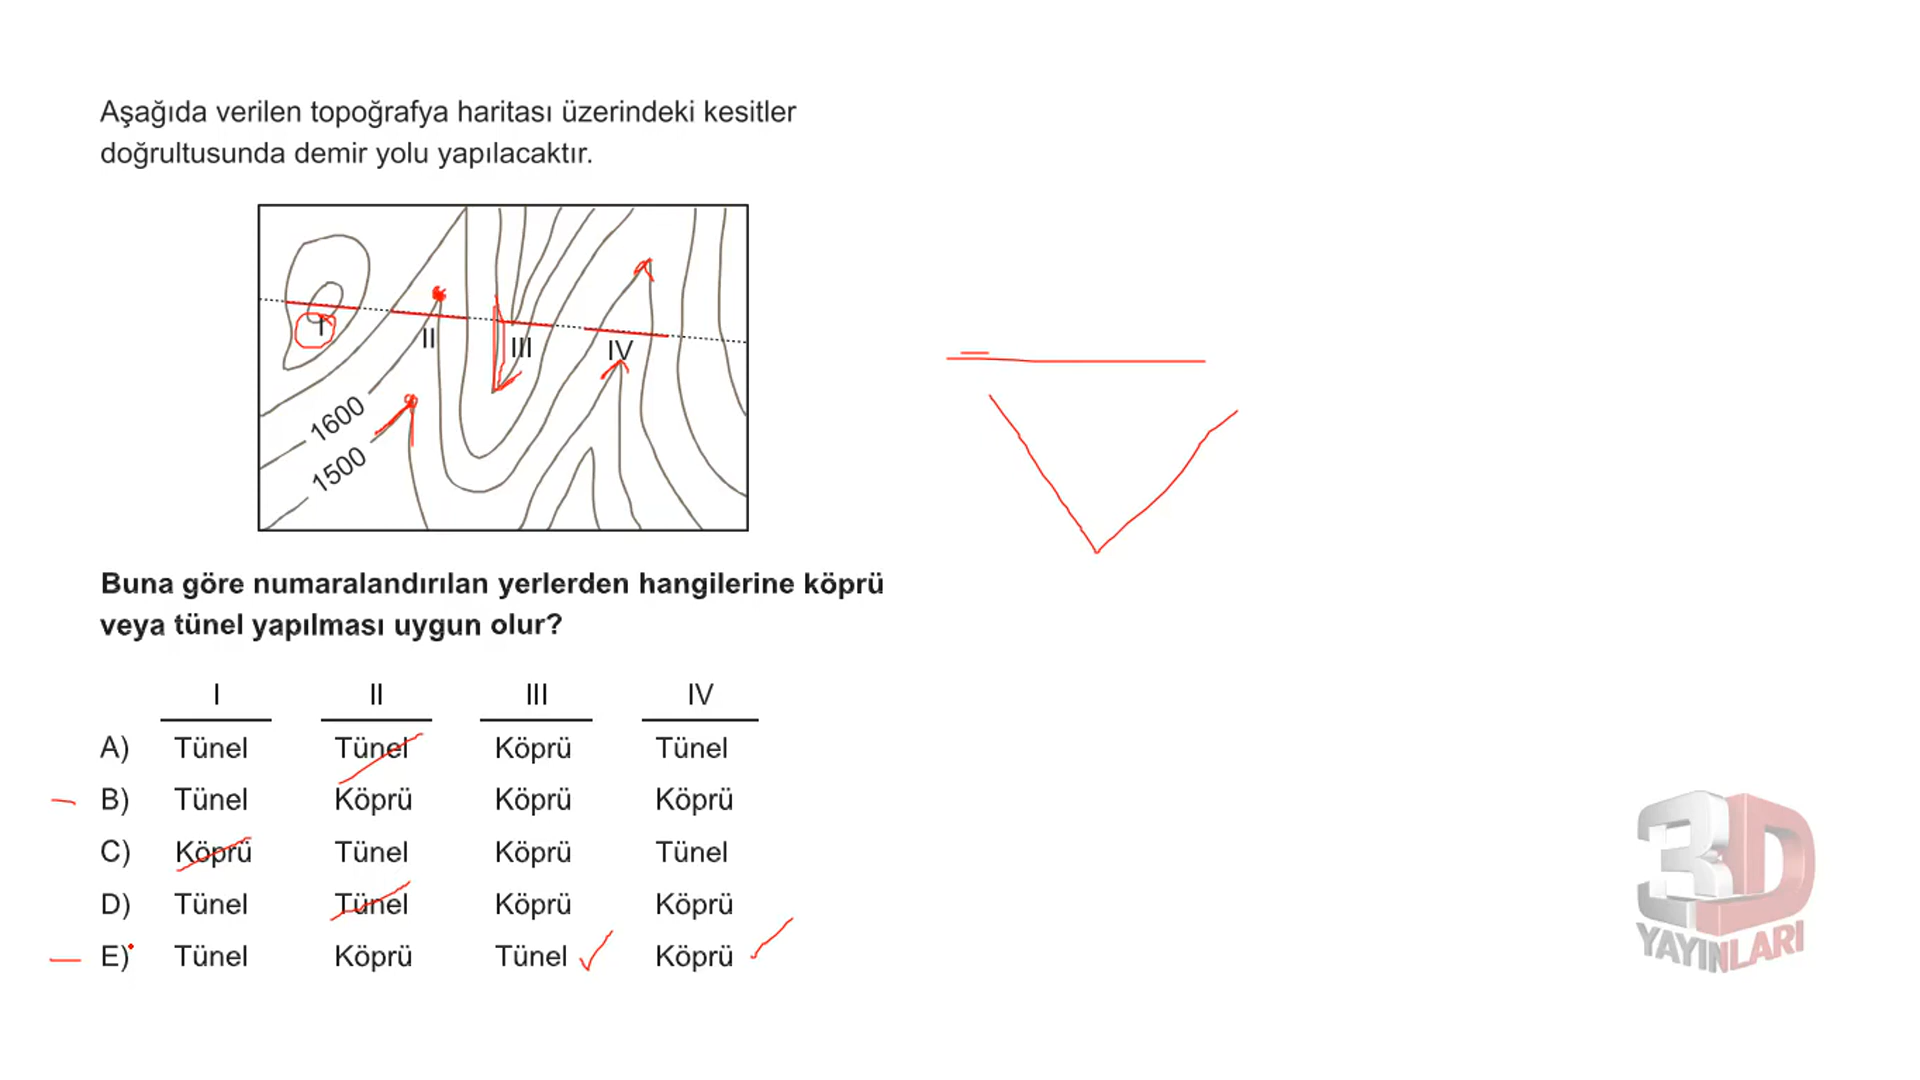 Aşağıda verilen topoğrafya haritası üzerindeki kesitler
doğrultusunda demir yolu yapılacaktır.
I
II
III
IV
1600
1500
Buna göre numaralandırılan yerlerden hangilerine köprü
veya tünel yapılması uygun olur?
I II III IV
A) Tünel Tünel Köprü Tünel
B) Tünel Köprü Köprü Köprü
C) Köprü Tünel Köprü Tünel
D) Tünel Tünel Köprü Köprü
E) Tünel Köprü Tünel Köprü
3D
YAYINLARI